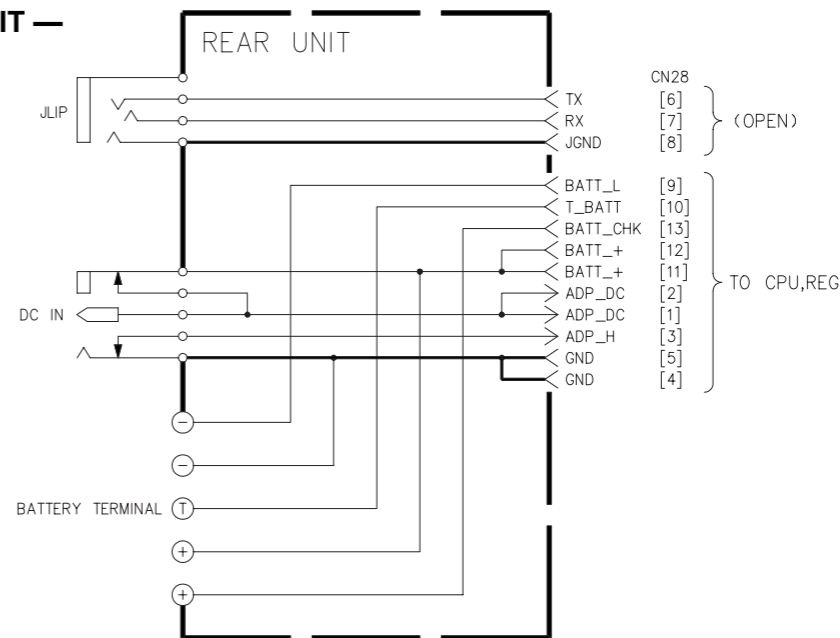 IT —
REAR UNIT
CN28
JLIP
TX [6]
RX [7] (OPEN)
JGND [8]
BATT_L [9]
T_BATT [10]
BATT_CHK [13]
BATT_+ [12]
BATT_+ [11] TO CPU,REG
ADP_DC [2]
DC IN
ADP_DC [1]
ADP_H [3]
GND [5]
GND [4]
−
−
BATTERY TERMINAL T
+
+